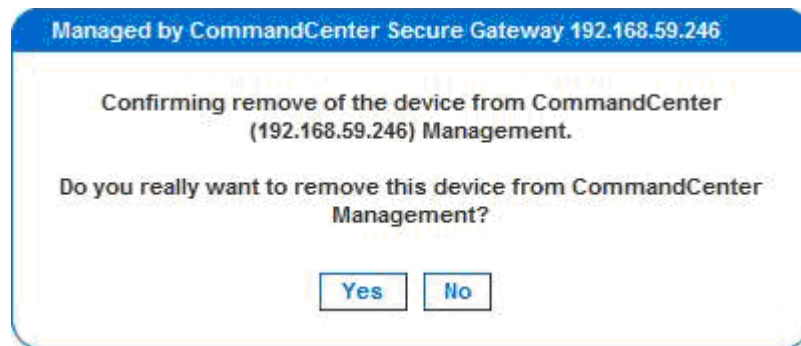 Managed by CommandCenter Secure Gateway 192.168.59.246
Confirming remove of the device from CommandCenter
(192.168.59.246) Management.
Do you really want to remove this device from CommandCenter
Management?
Yes No